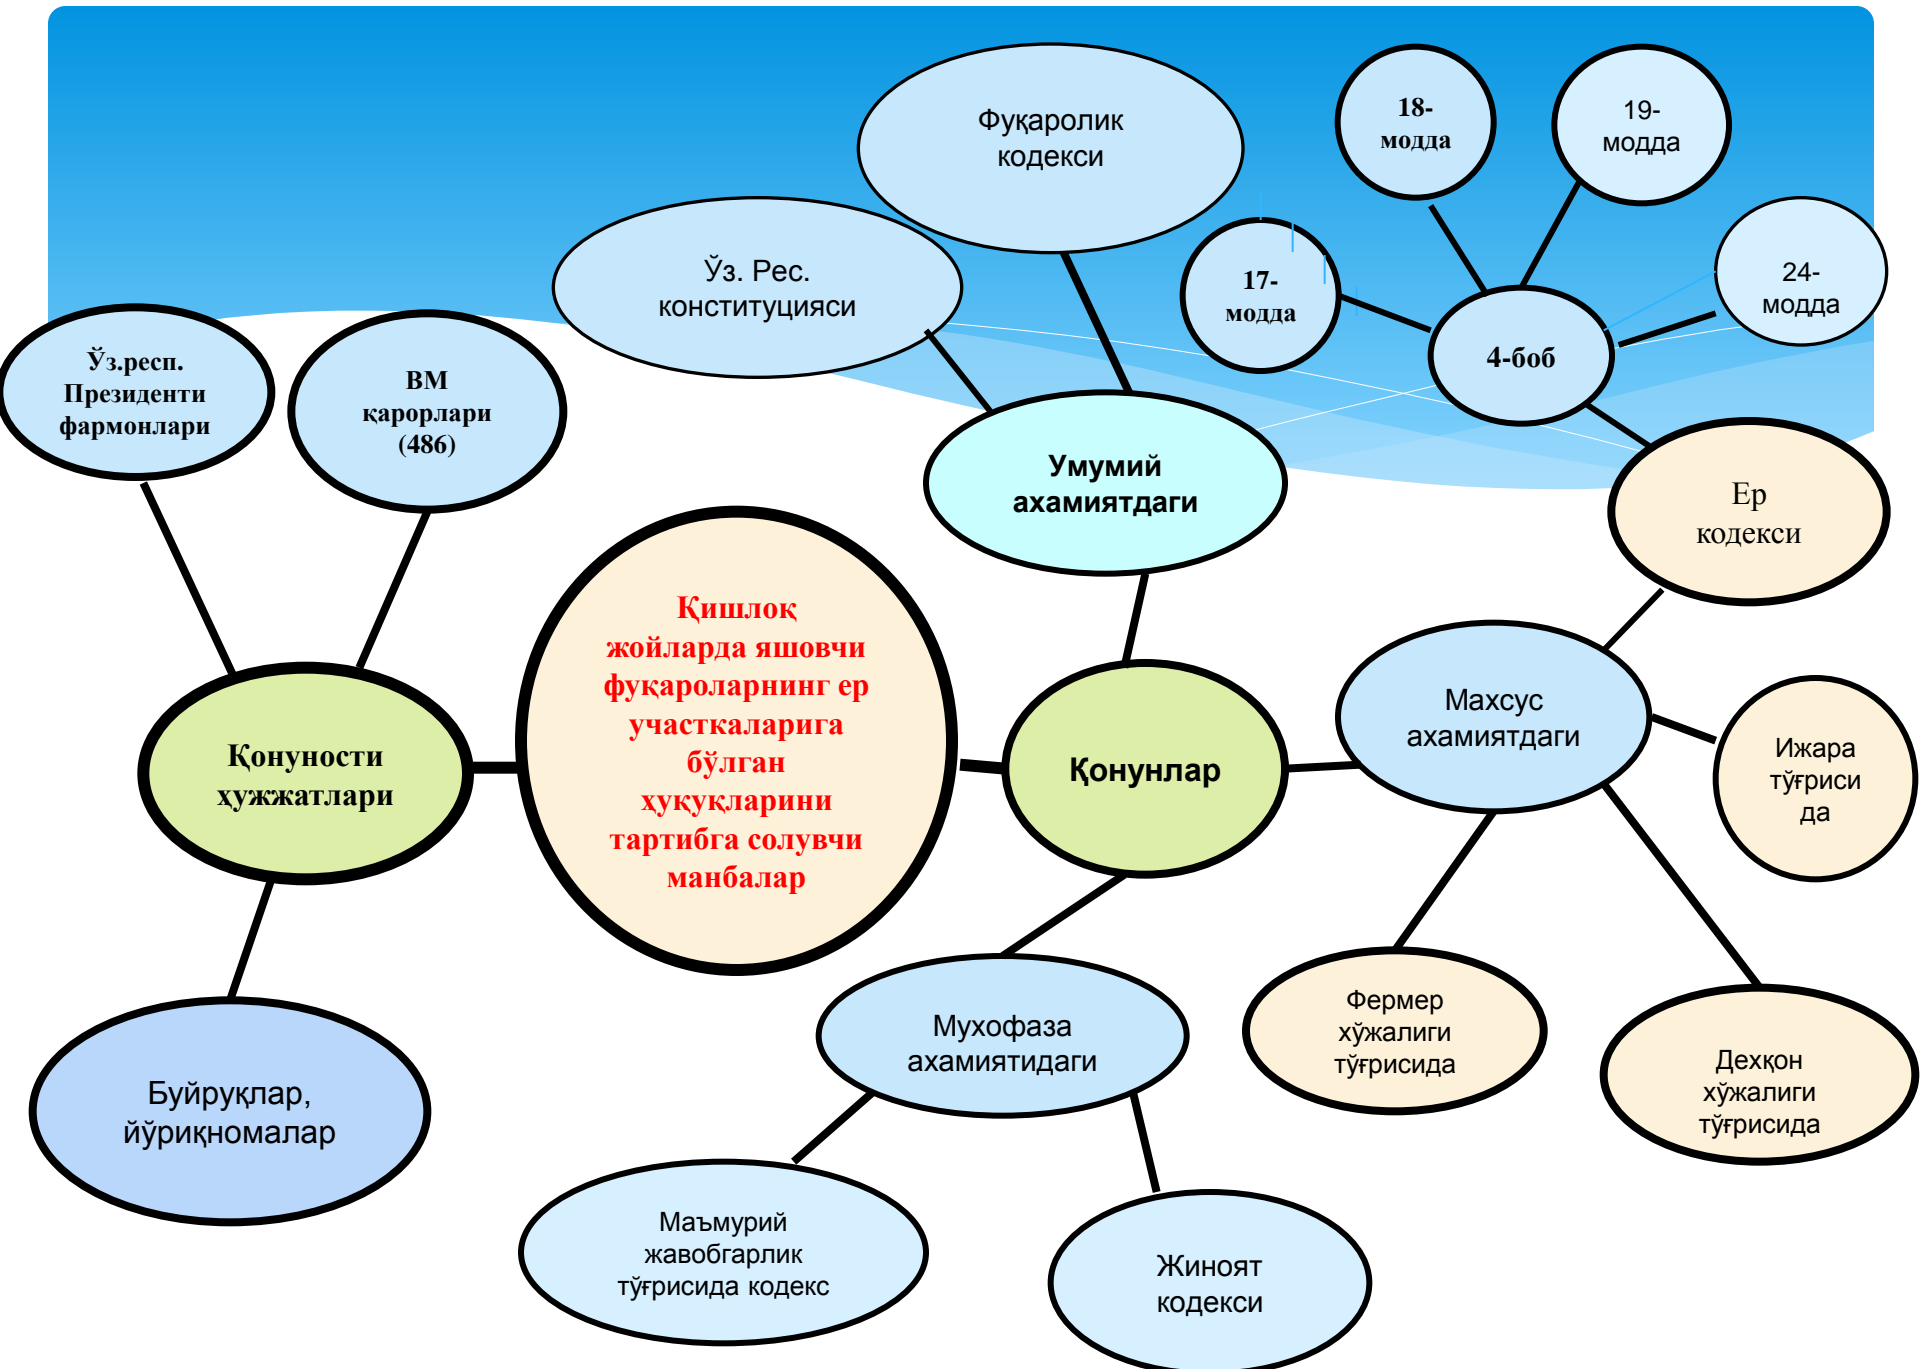 Фуқаролик
кодекси
18-
модда
19-
модда
Ўз. Рес.
конституцияси
17-
модда
24-
модда
4-боб
Ўз.респ.
Президенти
фармонлари
ВМ
қарорлари
(486)
Умумий
ахамиятдаги
Ер
кодекси
Қишлоқ
жойларда яшовчи
фуқароларнинг ер
участкаларига
бўлган
ҳуқуқларини
тартибга солувчи
манбалар
Қонуности
ҳужжатлари
Қонунлар
Махсус
ахамиятдаги
Ижара
тўғриси
да
Буйруқлар,
йўриқномалар
Мухофаза
ахамиятидаги
Фермер
хўжалиги
тўғрисида
Дехқон
хўжалиги
тўғрисида
Маъмурий
жавобгарлик
тўғрисида кодекс
Жиноят
кодекси